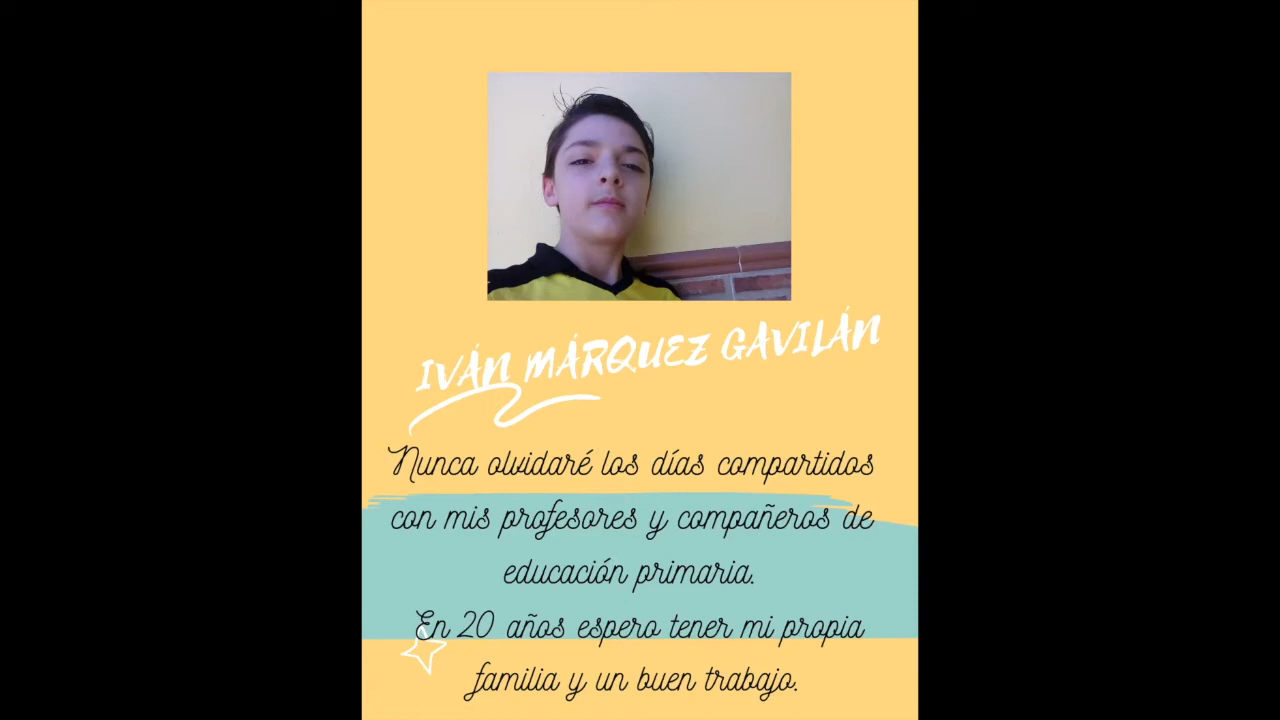 IVÁN MÁRQUEZ GAVILÁN
Nunca olvidaré los días compartidos
con mis profesores y compañeros de
educación primaria.
En 20 años espero tener mi propia
familia y un buen trabajo.